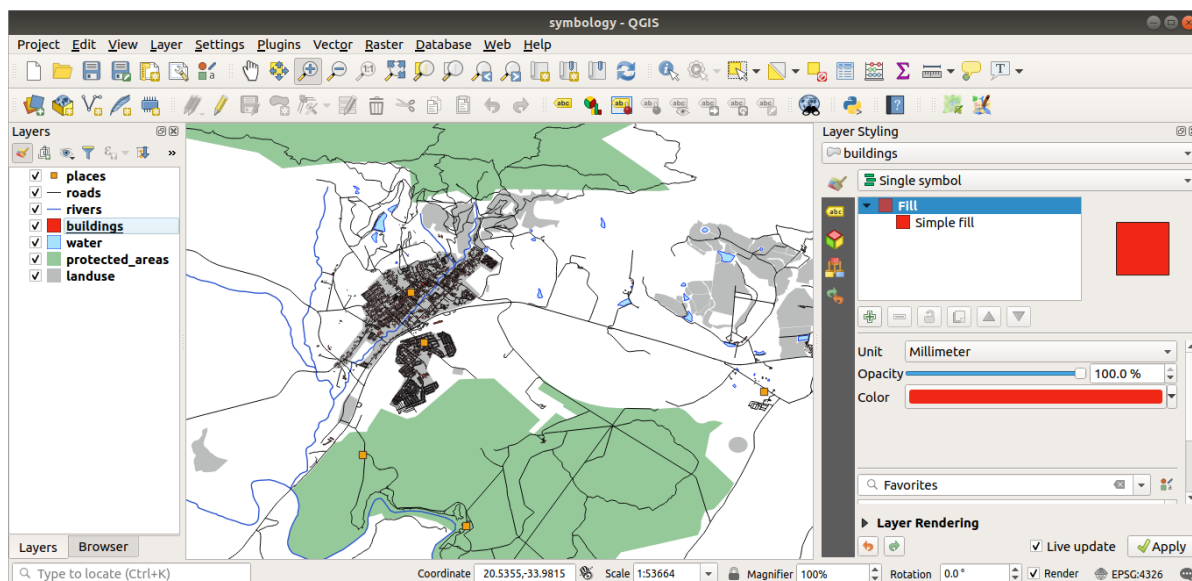 symbology - QGIS
Project Edit View Layer Settings Plugins Vector Raster Database Web Help
Layers
places
roads
rivers
buildings
water
protected_areas
landuse
Layers Browser
Layer Styling
buildings
Single symbol
Fill
Simple fill
Unit Millimeter
Opacity 100.0 %
Color
Favorites
Layer Rendering
Live update Apply
Type to locate (Ctrl+K) Coordinate 20.5355,-33.9815 Scale 1:53664 Magnifier 100% Rotation 0.0 ° Render EPSG:4326